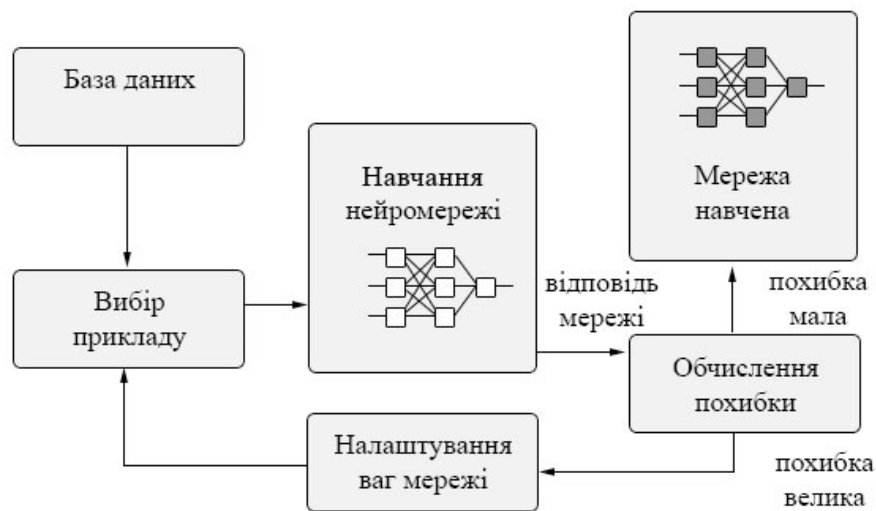 База даних
Навчання
нейромережі
Мережа
навчена
Вибір
прикладу
відповідь
мережі
похибка
мала
Обчислення
похибки
Налаштування
ваг мережі
похибка
велика